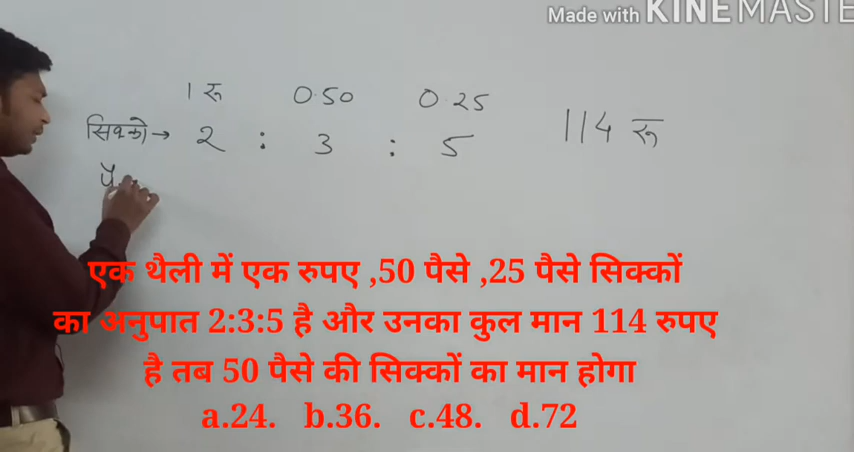 Made with KINEMASTE
1 रू 0.50 0.25
सिक्को → 2 : 3 : 5 114 रू
एक थैली में एक रुपए ,50 पैसे ,25 पैसे सिक्कों
का अनुपात 2:3:5 है और उनका कुल मान 114 रुपए
है तब 50 पैसे की सिक्कों का मान होगा
a.24. b.36. c.48. d.72